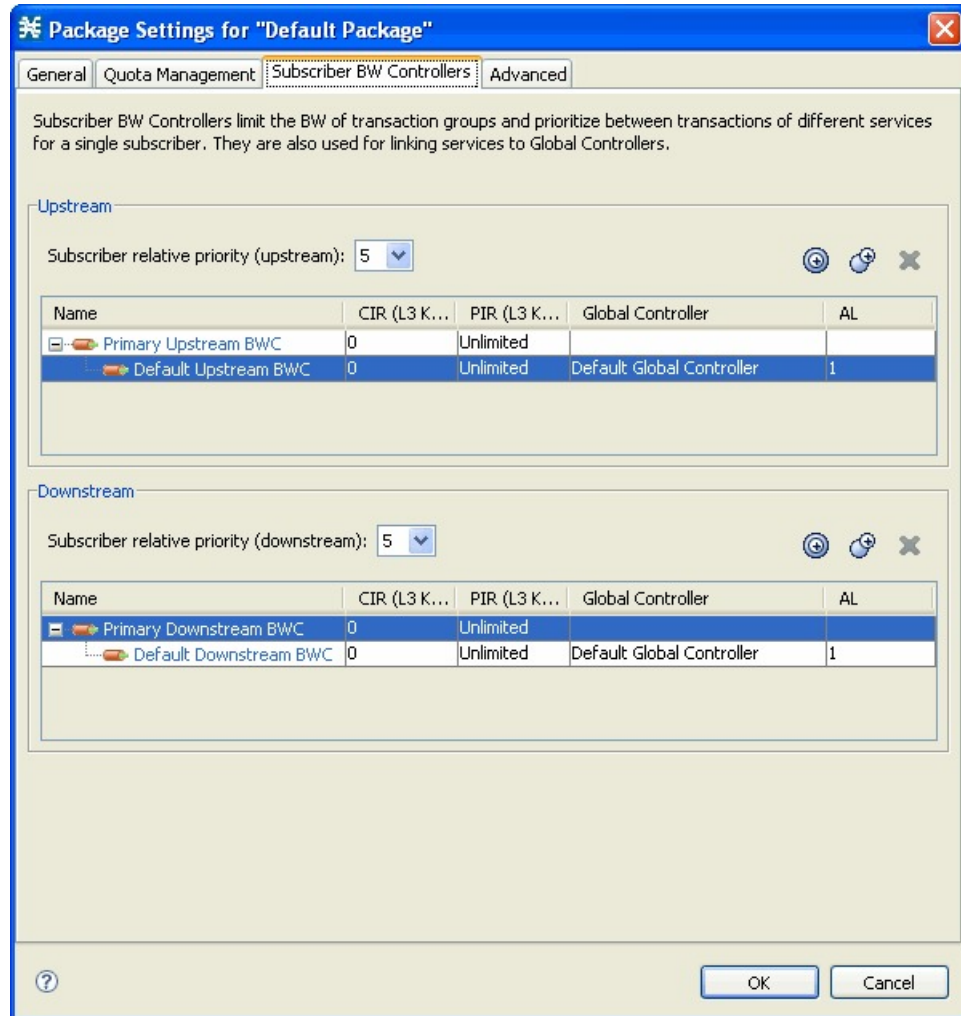 Package Settings for "Default Package"
General Quota Management Subscriber BW Controllers Advanced
Subscriber BW Controllers limit the BW of transaction groups and prioritize between transactions of different services
for a single subscriber. They are also used for linking services to Global Controllers.
Upstream
Subscriber relative priority (upstream): 5
Name CIR (L3 K... PIR (L3 K... Global Controller AL
Primary Upstream BWC 0 Unlimited
Default Upstream BWC 0 Unlimited Default Global Controller 1
Downstream
Subscriber relative priority (downstream): 5
Name CIR (L3 K... PIR (L3 K... Global Controller AL
Primary Downstream BWC 0 Unlimited
Default Downstream BWC 0 Unlimited Default Global Controller 1
? OK Cancel